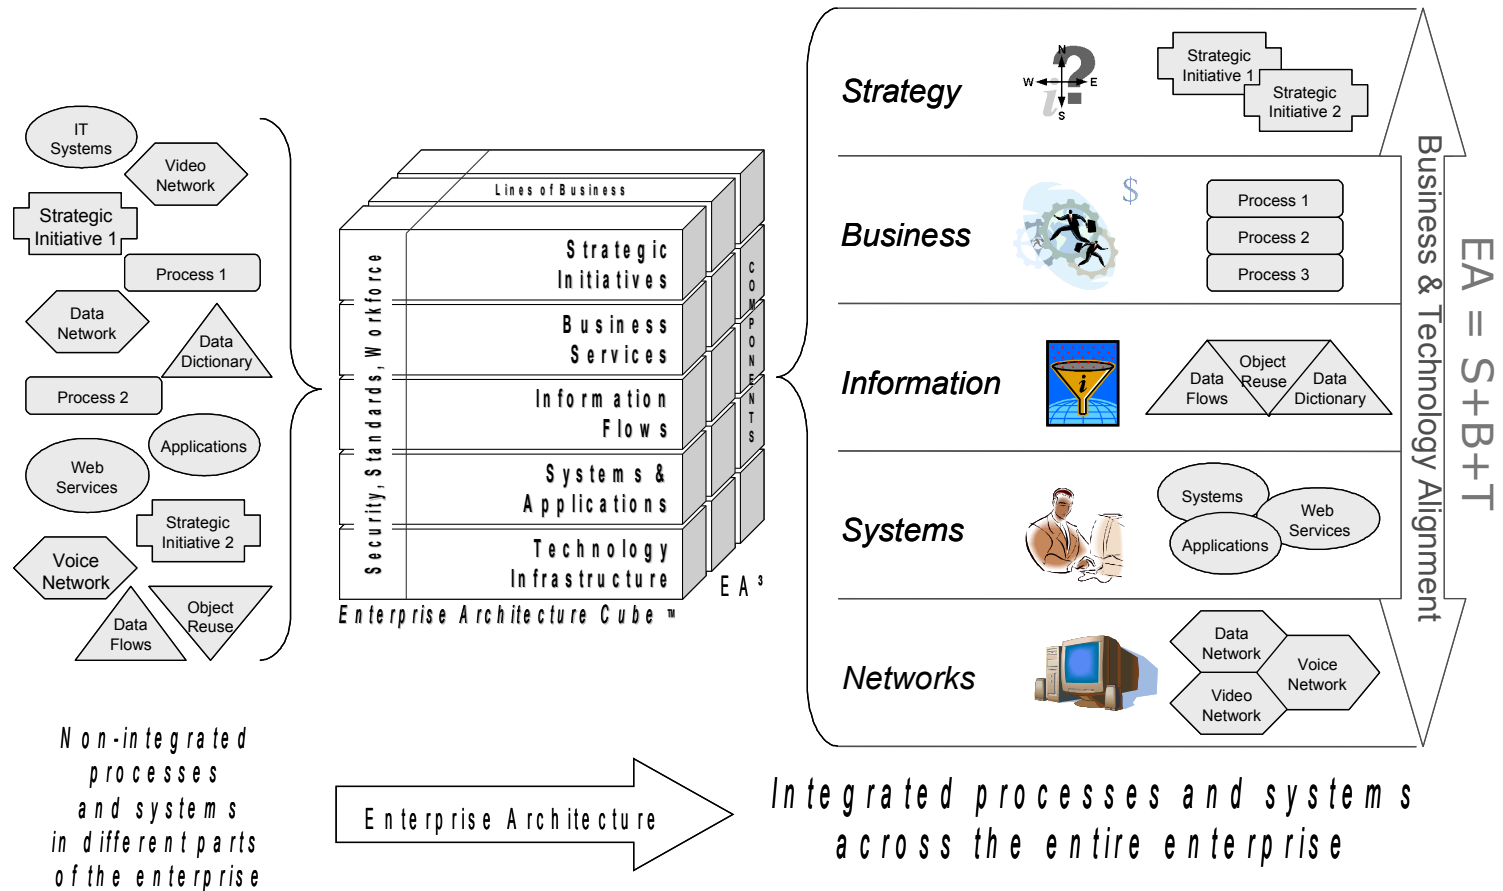 IT
Systems
Video
Network
Strategic
Initiative 1
Process 1
Data
Network
Data
Dictionary
Process 2
Applications
Web
Services
Strategic
Initiative 2
Voice
Network
Data
Flows
Object
Reuse
Non-integrated
processes
and systems
in different parts
of the enterprise
Lines of Business
Security, Standards, Workforce
Strategic
Initiatives
Business
Services
Information
Flows
Systems &
Applications
Technology
Infrastructure
COMPONENTS
EA³
Enterprise Architecture Cube ™
Enterprise Architecture
Strategy
N
W
E
S
?
i
Strategic
Initiative 1
Strategic
Initiative 2
Business
$
Process 1
Process 2
Process 3
Information
i
Data
Flows
Object
Reuse
Data
Dictionary
Systems
Systems
Web
Services
Applications
Networks
Data
Network
Voice
Network
Video
Network
Business & Technology Alignment
EA = S+B+T
Integrated processes and systems
across the entire enterprise